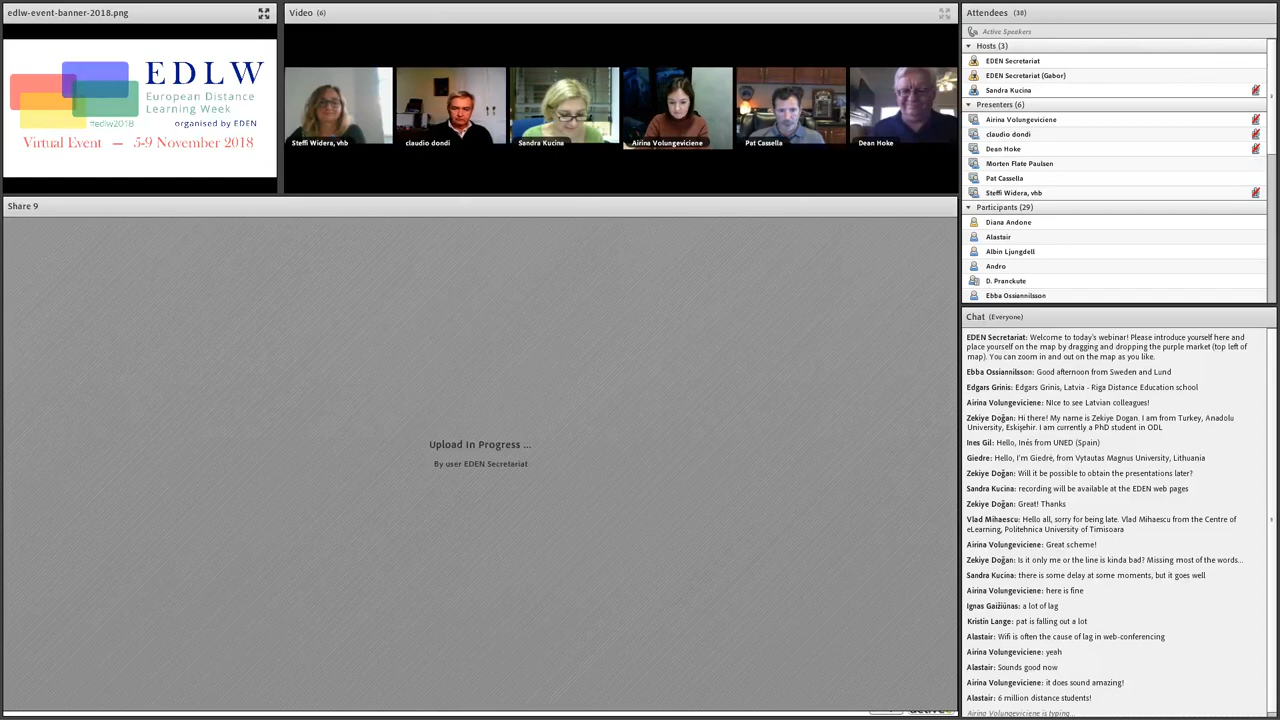 edlw-event-banner-2018.png
EDLW
European Distance
Learning Week
#edlw2018
organised by EDEN
Virtual Event — 5-9 November 2018
Video (6)
Steffi Widera, vhb
claudio dondi
Sandra Kucina
Airina Volungeviciene
Pat Cassella
Dean Hoke
Share 9
Upload In Progress ...
By user EDEN Secretariat
Attendees (38)
Active Speakers
Hosts (3)
EDEN Secretariat
EDEN Secretariat (Gabor)
Sandra Kucina
Presenters (6)
Airina Volungeviciene
claudio dondi
Dean Hoke
Morten Flate Paulsen
Pat Cassella
Steffi Widera, vhb
Participants (29)
Diana Andone
Alastair
Albin Ljungdell
Andro
D. Pranckute
Ebba Ossiannilsson
Chat (Everyone)
EDEN Secretariat: Welcome to today's webinar! Please introduce yourself here and
place yourself on the map by dragging and dropping the purple market (top left of
map). You can zoom in and out on the map as you like.
Ebba Ossiannilsson: Good afternoon from Sweden and Lund
Edgars Grinis: Edgars Grinis, Latvia - Riga Distance Education school
Airina Volungeviciene: NIce to see Latvian colleagues!
Zekiye Doğan: Hi there! My name is Zekiye Dogan. I am from Turkey, Anadolu
University, Eskişehir. I am currently a PhD student in ODL
Ines Gil: Hello, Inés from UNED (Spain)
Giedre: Hello, I'm Giedrė, from Vytautas Magnus University, Lithuania
Zekiye Doğan: Will it be possible to obtain the presentations later?
Sandra Kucina: recording will be available at the EDEN web pages
Zekiye Doğan: Great! Thanks
Vlad Mihaescu: Hello all, sorry for being late. Vlad Mihaescu from the Centre of
eLearning, Politehnica University of Timisoara
Airina Volungeviciene: Great scheme!
Zekiye Doğan: Is it only me or the line is kinda bad? Missing most of the words...
Sandra Kucina: there is some delay at some moments, but it goes well
Airina Volungeviciene: here is fine
Ignas Gaižiūnas: a lot of lag
Kristin Lange: pat is falling out a lot
Alastair: Wifi is often the cause of lag in web-conferencing
Airina Volungeviciene: yeah
Alastair: Sounds good now
Airina Volungeviciene: it does sound amazing!
Alastair: 6 million distance students!
Airina Volungeviciene is typing...